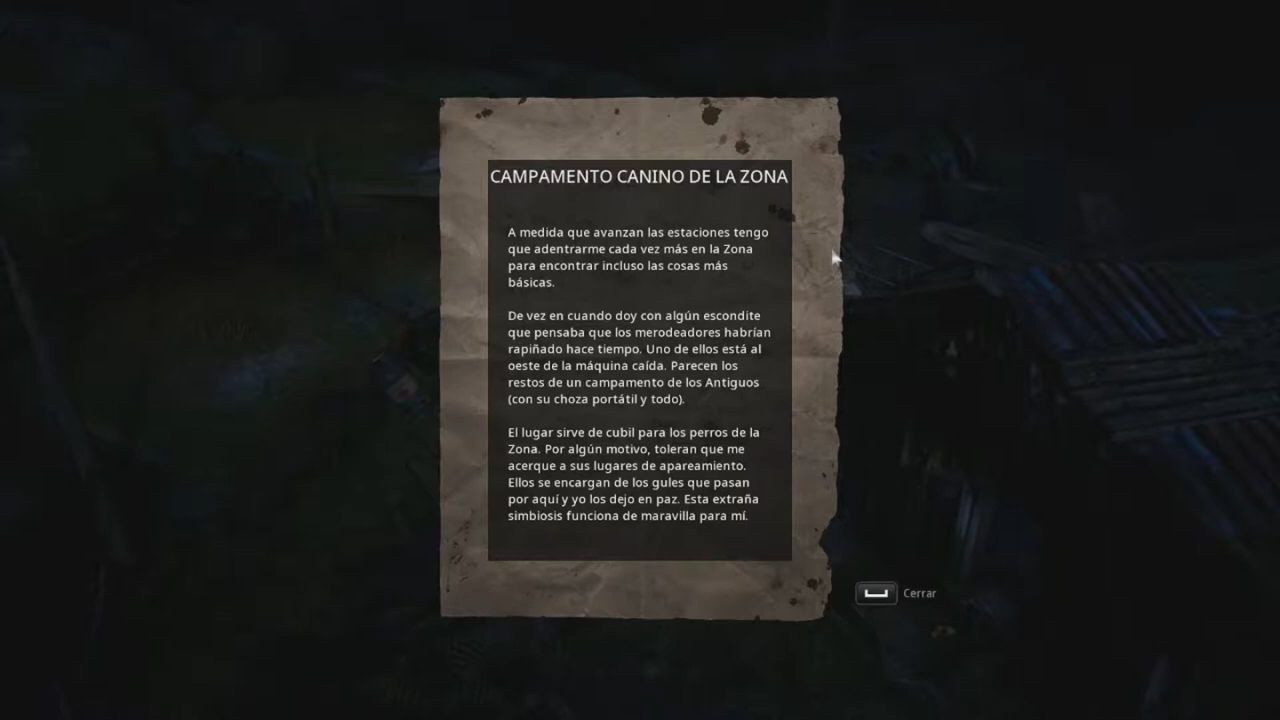 CAMPAMENTO CANINO DE LA ZONA
A medida que avanzan las estaciones tengo
que adentrarme cada vez más en la Zona
para encontrar incluso las cosas más
básicas.
De vez en cuando doy con algún escondite
que pensaba que los merodeadores habrían
rapiñado hace tiempo. Uno de ellos está al
oeste de la máquina caída. Parecen los
restos de un campamento de los Antiguos
(con su choza portátil y todo).
El lugar sirve de cubil para los perros de la
Zona. Por algún motivo, toleran que me
acerque a sus lugares de apareamiento.
Ellos se encargan de los gules que pasan
por aquí y yo los dejo en paz. Esta extraña
simbiosis funciona de maravilla para mí.
Cerrar